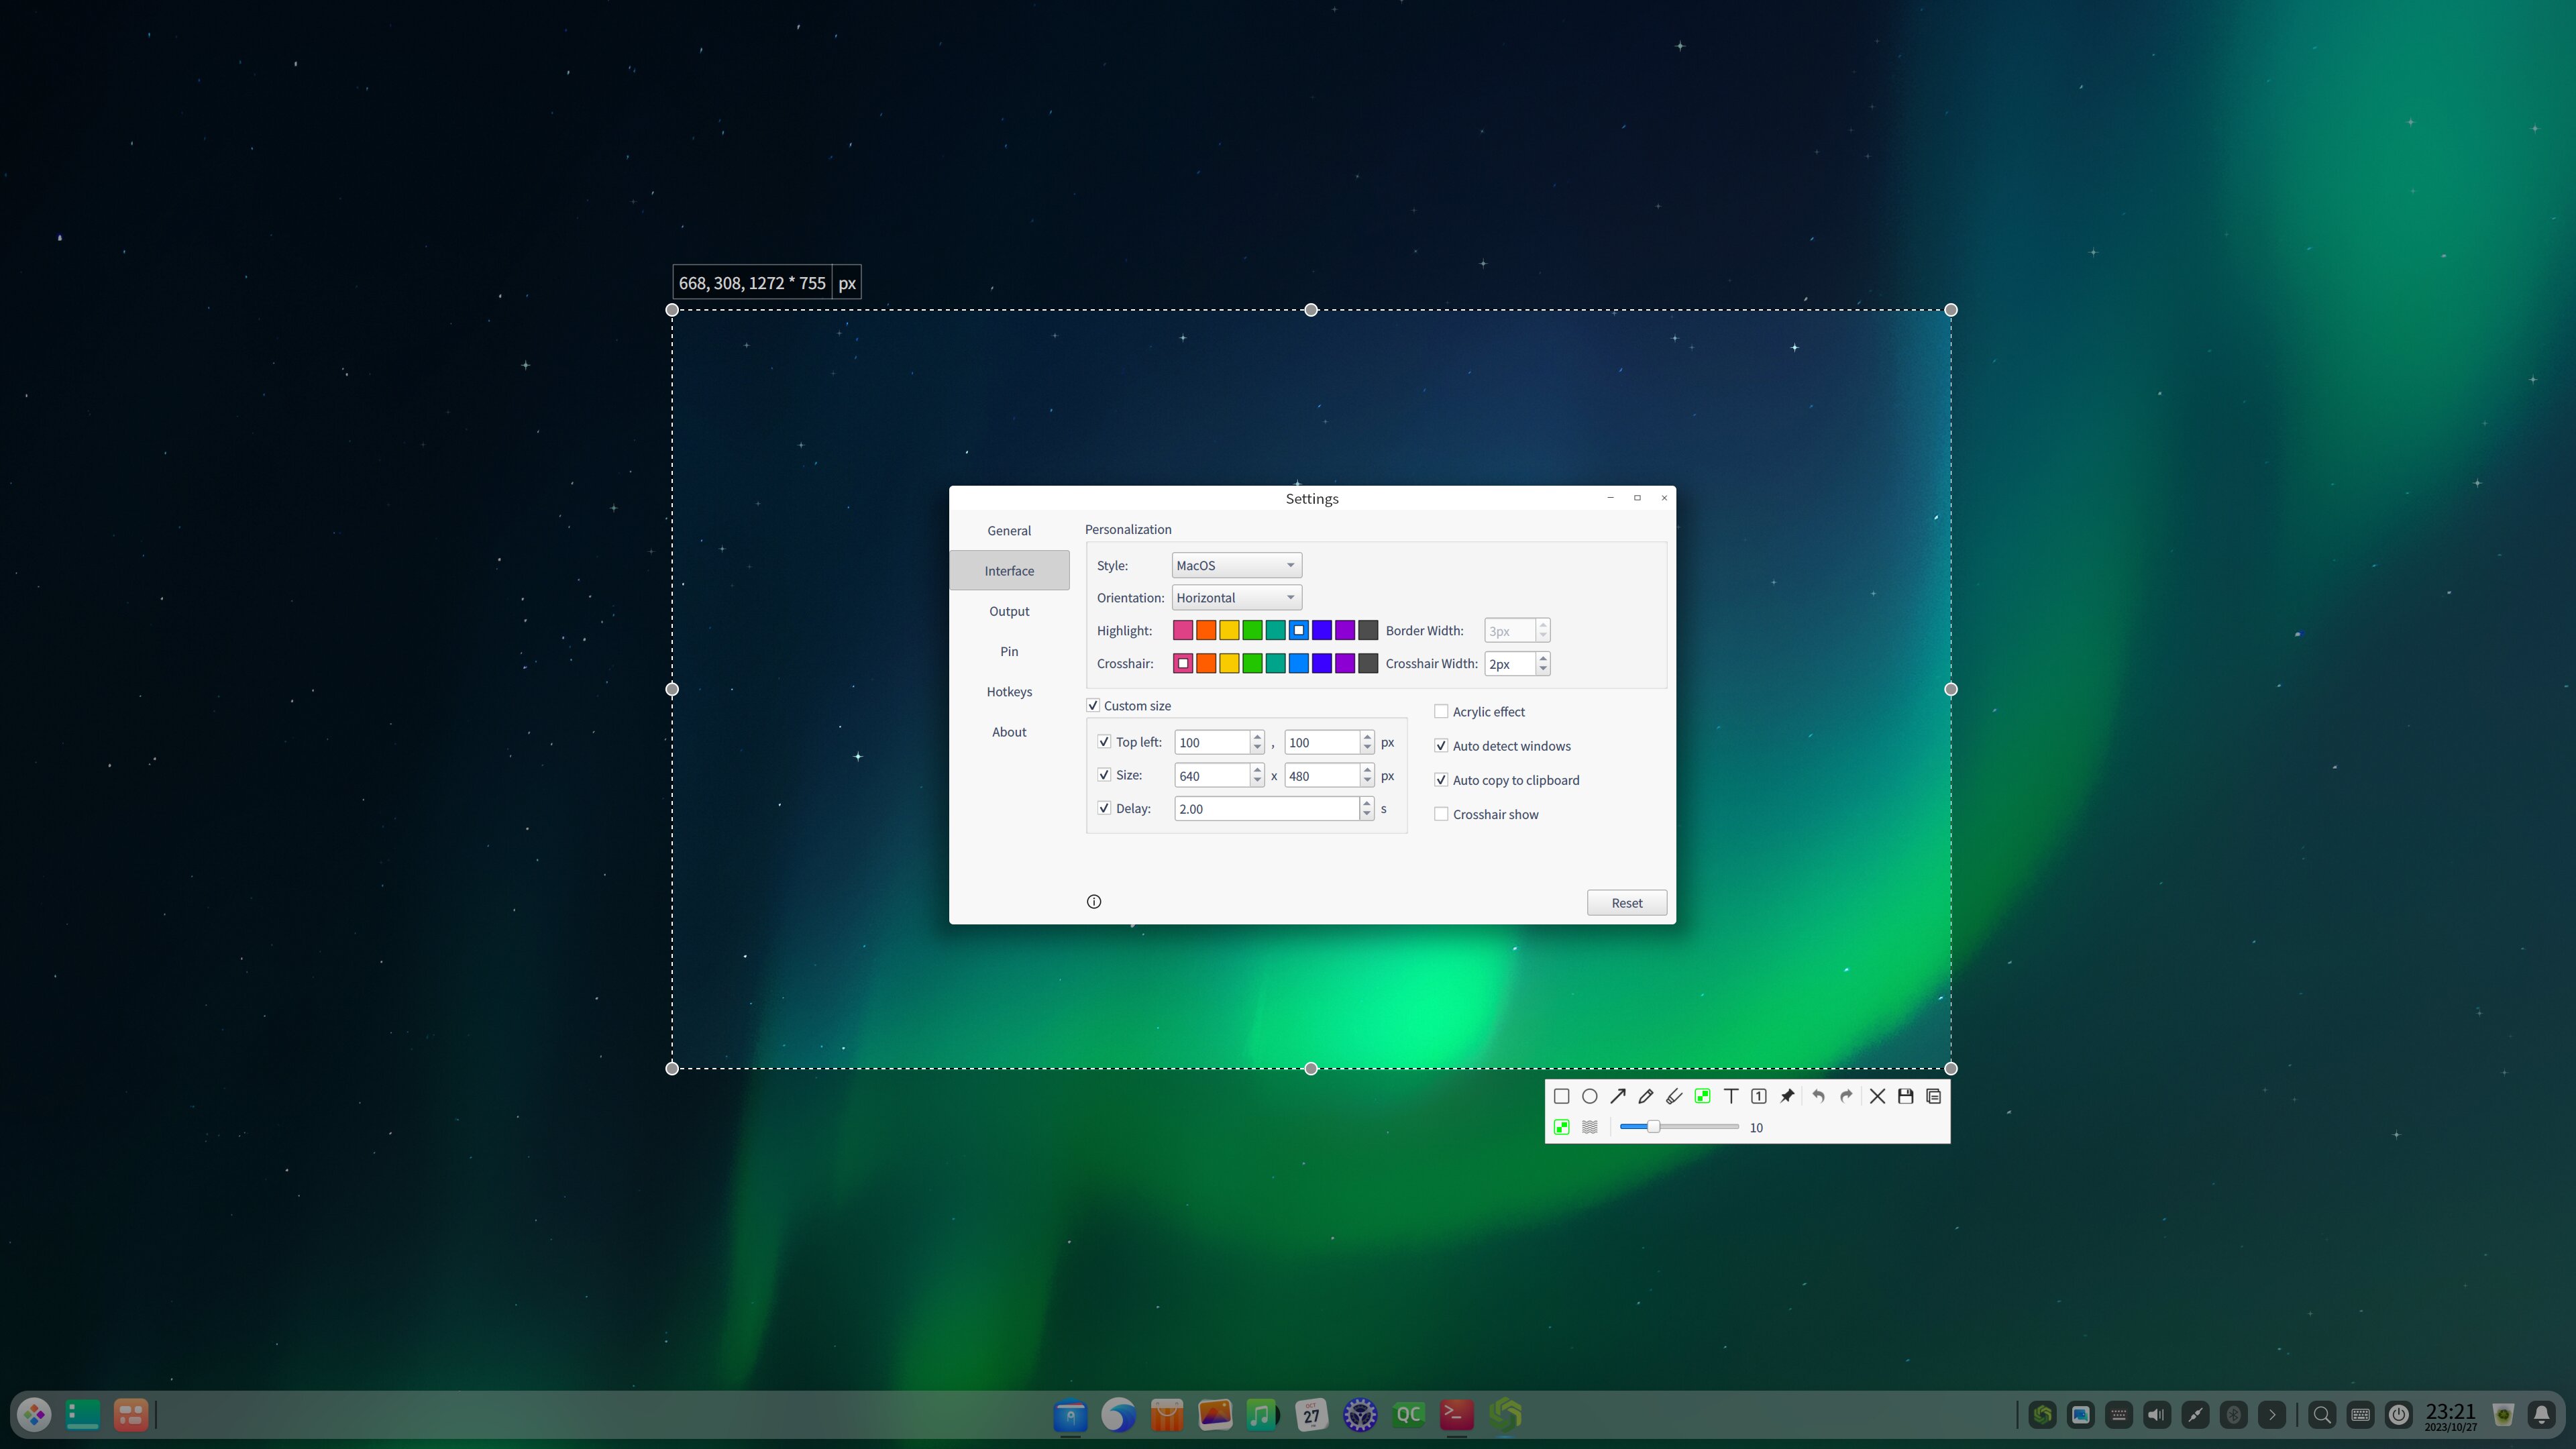 668, 308, 1272 * 755 px
Settings
General
Interface
Output
Pin
Hotkeys
About
Personalization
Style: MacOS
Orientation: Horizontal
Highlight: Border Width: 3px
Crosshair: Crosshair Width: 2px
Custom size
Top left: 100 , 100 px
Size: 640 x 480 px
Delay: 2.00 s
Acrylic effect
Auto detect windows
Auto copy to clipboard
Crosshair show
Reset
T 1
10
OCT
27
QC
>_
23:21
2023/10/27